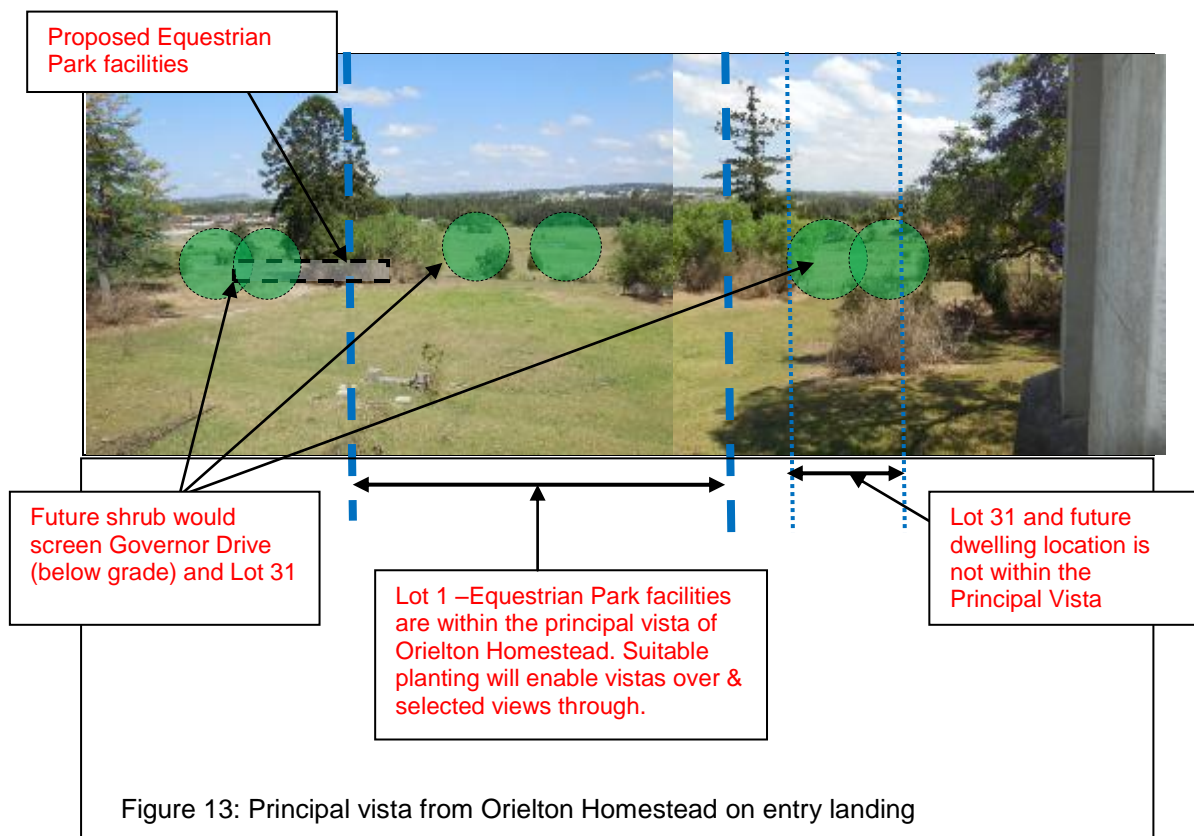 Proposed Equestrian
Park facilities
Future shrub would
screen Governor Drive
(below grade) and Lot 31
Lot 1 –Equestrian Park facilities
are within the principal vista of
Orielton Homestead. Suitable
planting will enable vistas over &
selected views through.
Lot 31 and future
dwelling location is
not within the
Principal Vista
Figure 13: Principal vista from Orielton Homestead on entry landing